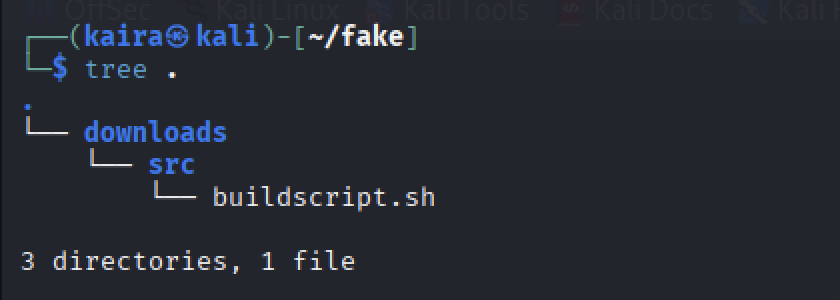 OffSec Kali Linux Kali Tools Kali Docs Kali
(kaira㉿kali)-[~/fake]
$ tree .
.
└── downloads
    └── src
        └── buildscript.sh
3 directories, 1 file